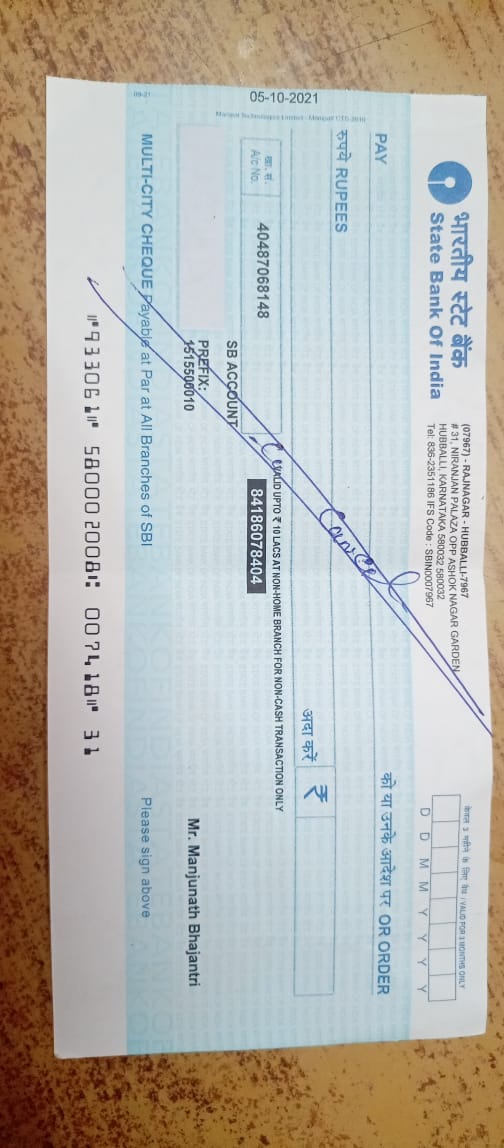 भारतीय स्टेट बैंक
State Bank Of India
(07967) - RAJNAGAR - HUBBALLI-7967
# 31, NIRANJAN PALAZA OPP ASHOK NAGAR GARDEN,
HUBBALLI, KARNATAKA 580032 580032
Tel: 836-2351186 IFS Code : SBIN0007967
केवल 3 महीने के लिए वैध / VALID FOR 3 MONTHS ONLY
D D M M Y Y Y Y
PAY
को या उनके आदेश पर OR ORDER
रुपये RUPEES
अदा करें ₹
Cancel
05-10-2021
खा. सं.
A/c No.
40487068148
VALID UPTO ₹ 10 LACS AT NON-HOME BRANCH FOR NON-CASH TRANSACTION ONLY
84186078404
SB ACCOUNT
PREFIX:
1515500010
Mr. Manjunath Bhajantri
MULTI-CITY CHEQUE Payable at Par at All Branches of SBI
Please sign above
⑈933061⑈ 580002008⑆ 007418⑈ 31